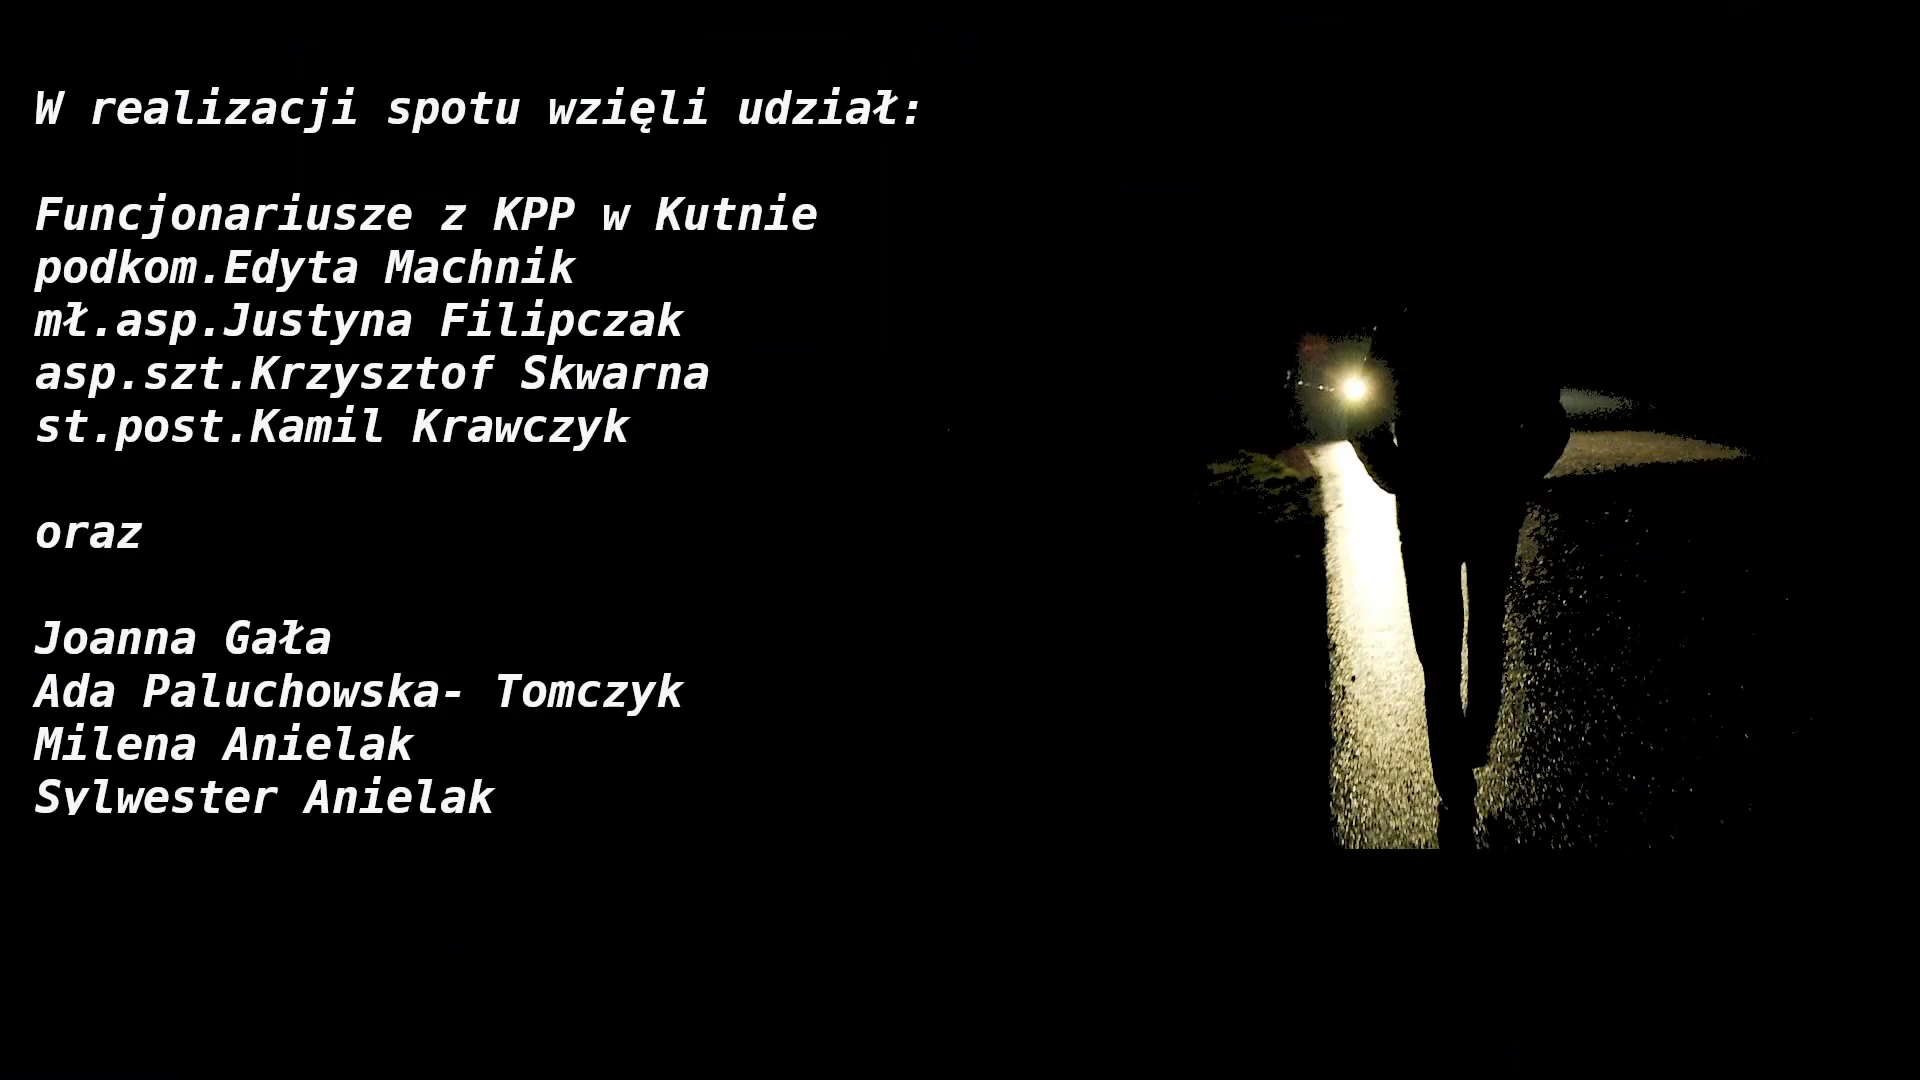 W realizacji spotu wzięli udział:
Funcjonariusze z KPP w Kutnie
podkom.Edyta Machnik
mł.asp.Justyna Filipczak
asp.szt.Krzysztof Skwarna
st.post.Kamil Krawczyk
oraz
Joanna Gała
Ada Paluchowska- Tomczyk
Milena Anielak
Sylwester Anielak